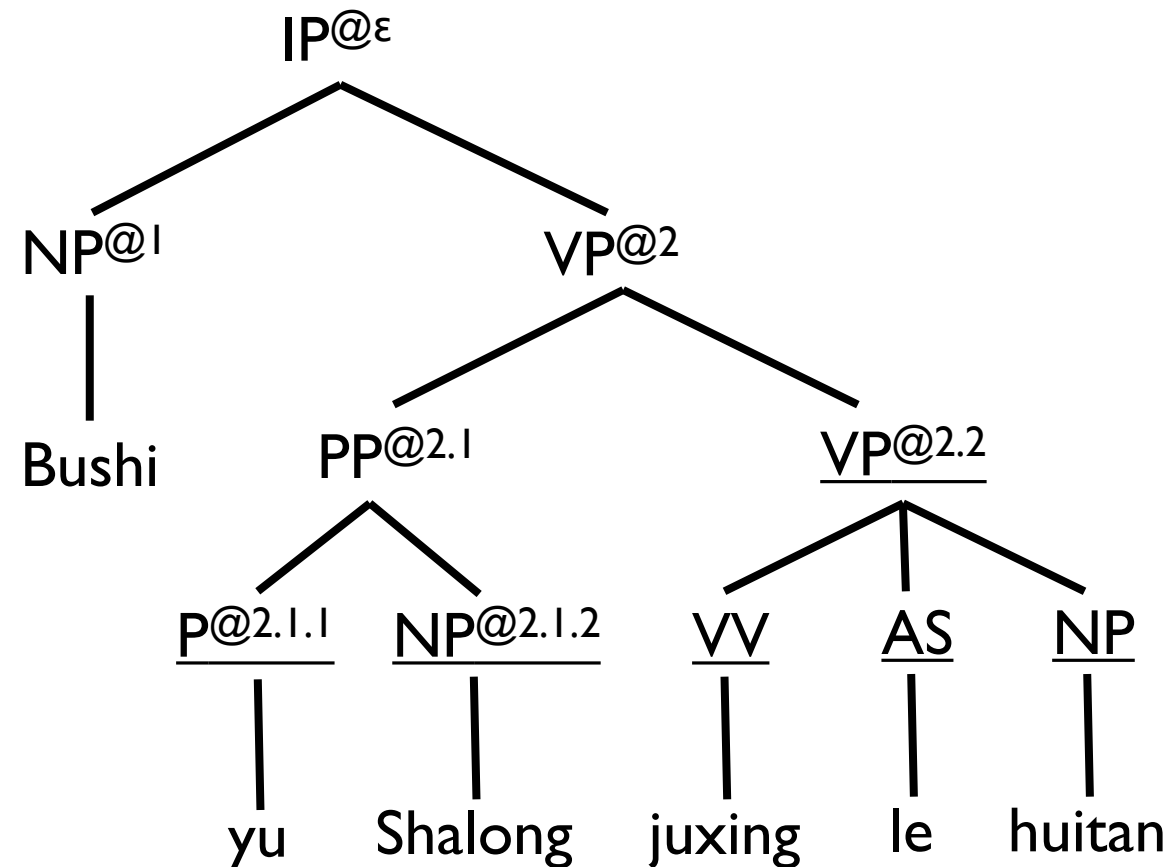 IP@ε
NP@1 VP@2
Bushi PP@2.1 VP@2.2
P@2.1.1 NP@2.1.2 VV AS NP
yu Shalong juxing le huitan